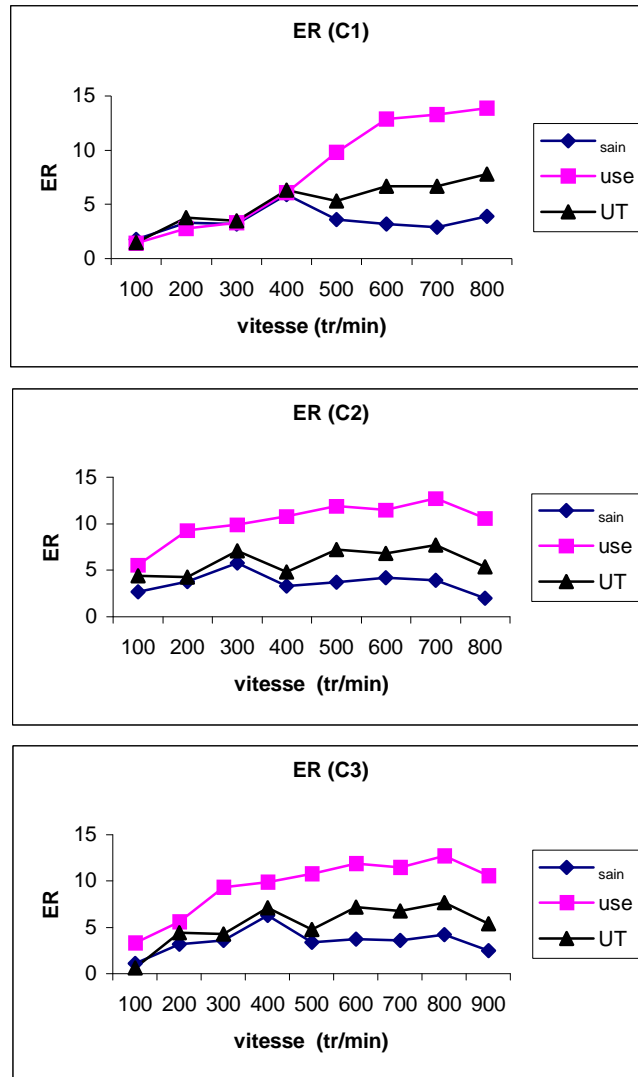 ER (C1)
15
10
5
0
ER
100 200 300 400 500 600 700 800
vitesse (tr/min)
sain
use
UT
ER (C2)
15
10
5
0
ER
100 200 300 400 500 600 700 800
vitesse (tr/min)
sain
use
UT
ER (C3)
15
10
5
0
ER
100 200 300 400 500 600 700 800 900
vitesse (tr/min)
sain
use
UT